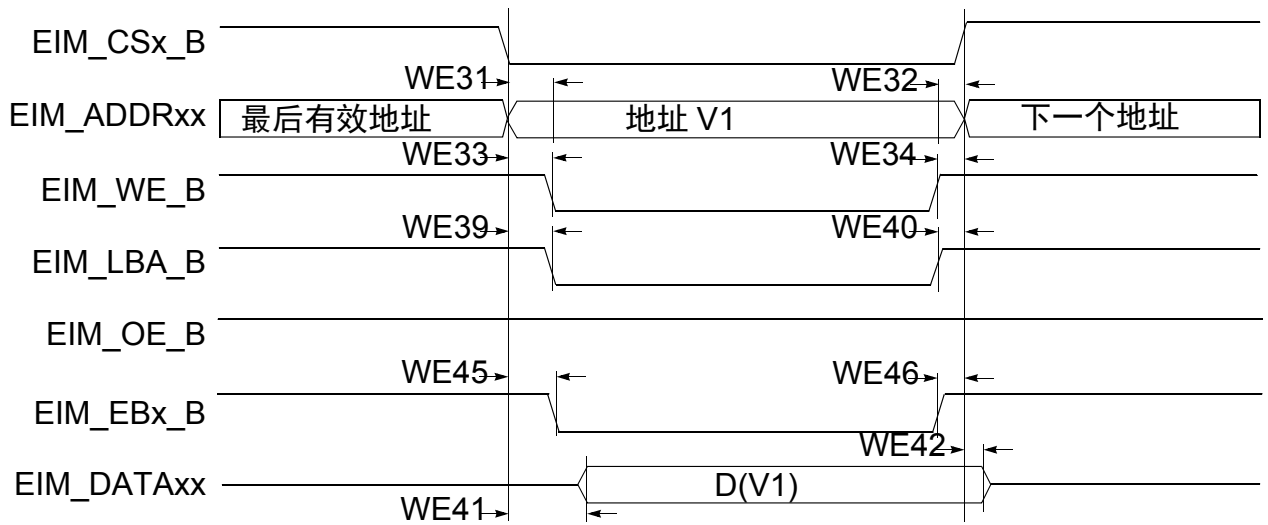 EIM_CSx_B
WE31 WE32
EIM_ADDRxx 最后有效地址 地址 V1 下一个地址
WE33 WE34
EIM_WE_B
WE39 WE40
EIM_LBA_B
EIM_OE_B
WE45 WE46
EIM_EBx_B
WE42
EIM_DATAxx D(V1)
WE41